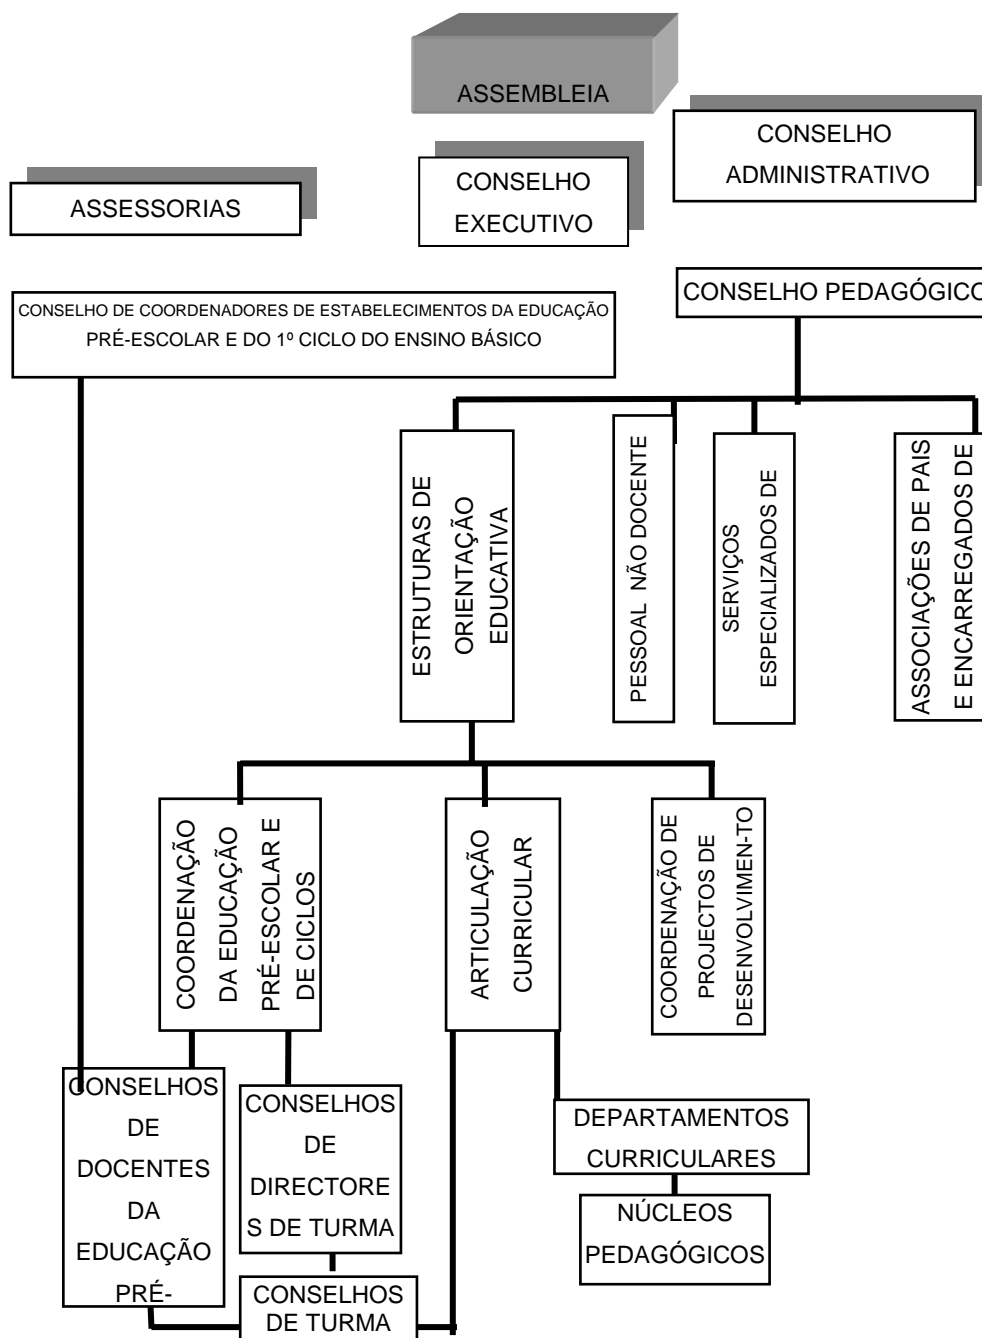 ASSEMBLEIA
CONSELHO
ADMINISTRATIVO
CONSELHO
EXECUTIVO
ASSESSORIAS
CONSELHO PEDAGÓGICO
CONSELHO DE COORDENADORES DE ESTABELECIMENTOS DA EDUCAÇÃO
PRÉ-ESCOLAR E DO 1º CICLO DO ENSINO BÁSICO
ESTRUTURAS DE
ORIENTAÇÃO
EDUCATIVA
PESSOAL NÃO DOCENTE
SERVIÇOS
ESPECIALIZADOS DE
ASSOCIAÇÕES DE PAIS
E ENCARREGADOS DE
COORDENAÇÃO
DA EDUCAÇÃO
PRÉ-ESCOLAR E
DE CICLOS
ARTICULAÇÃO
CURRICULAR
COORDENAÇÃO DE
PROJECTOS DE
DESENVOLVIMEN-TO
CONSELHOS
DE
DOCENTES
DA
EDUCAÇÃO
PRÉ-
CONSELHOS
DE
DIRECTORE
S DE TURMA
DEPARTAMENTOS
CURRICULARES
NÚCLEOS
PEDAGÓGICOS
CONSELHOS
DE TURMA